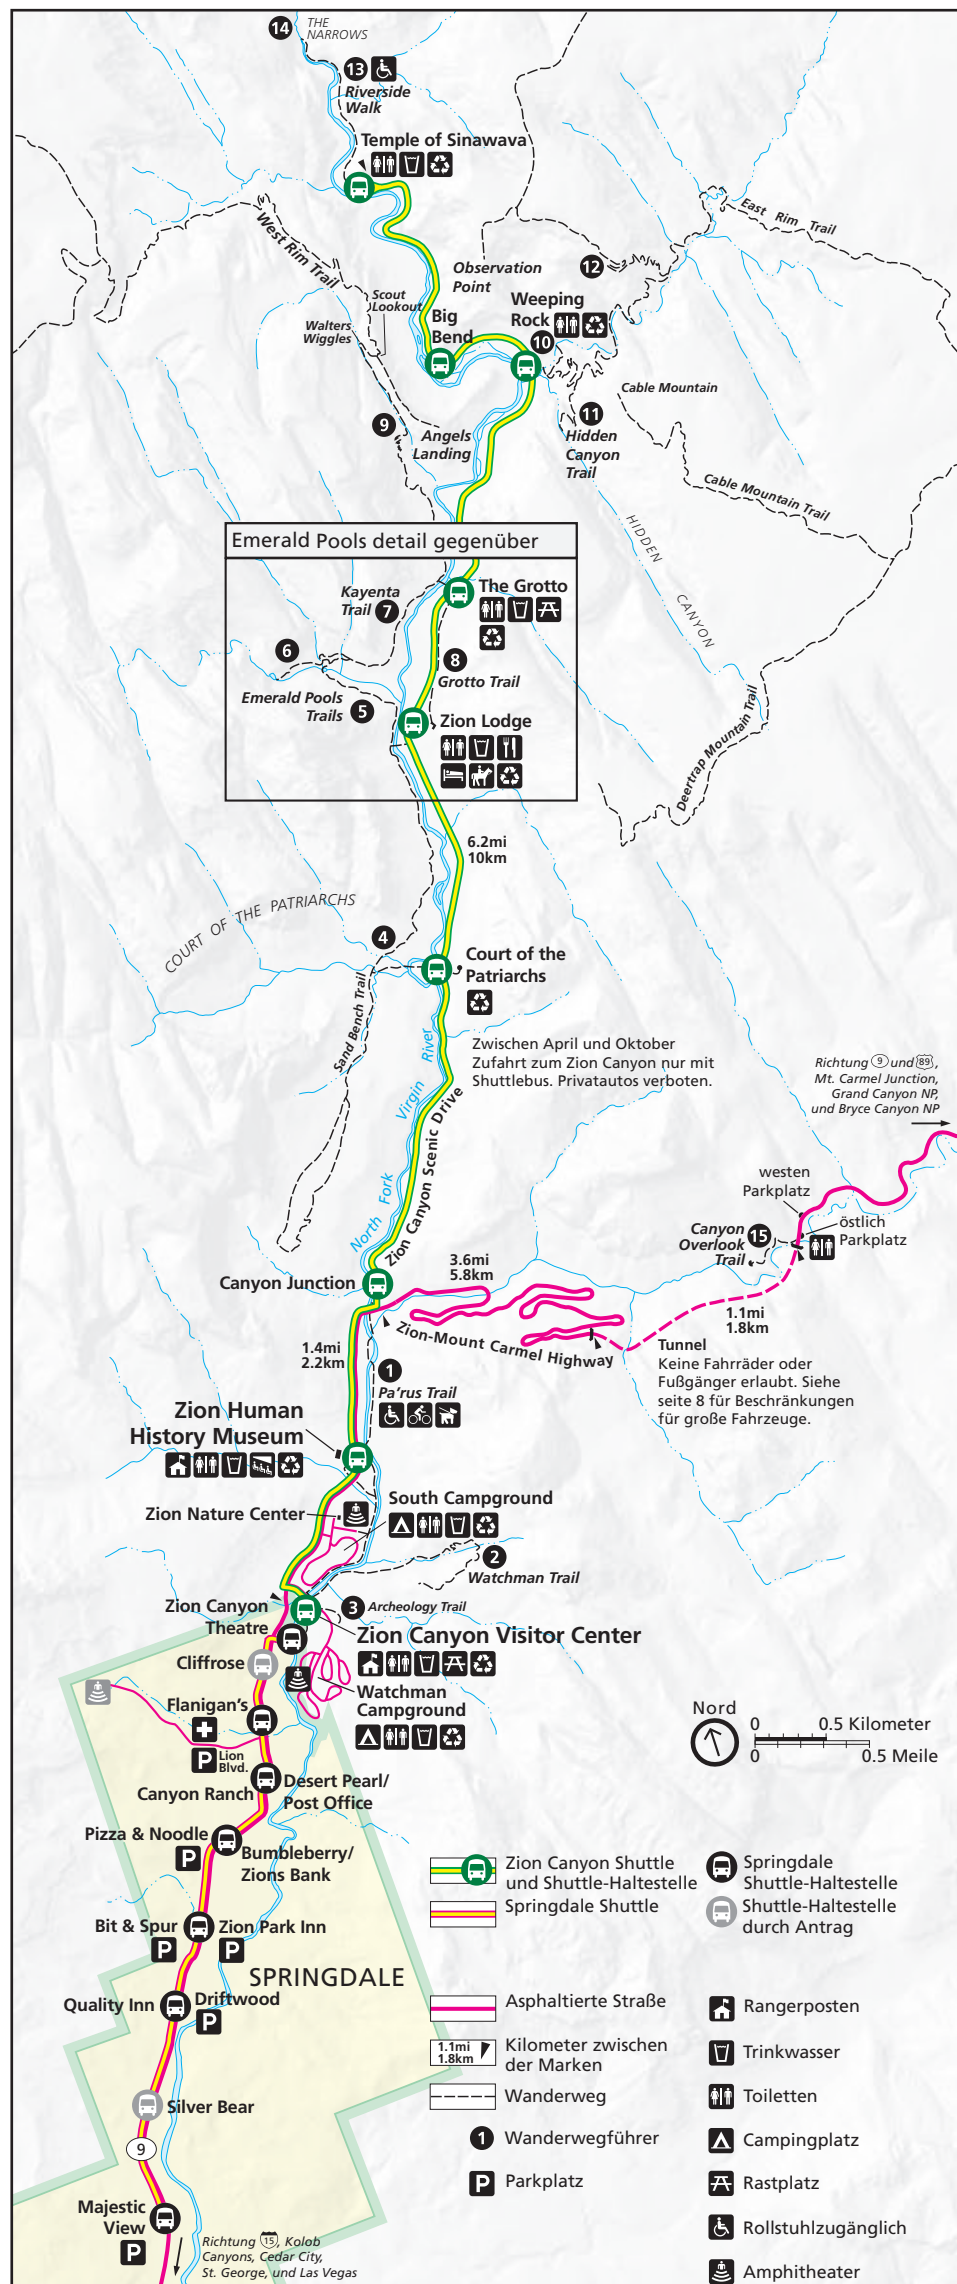 14
THE
NARROWS
13
Riverside
Walk
Temple of Sinawava
West Rim Trail
East Rim Trail
Observation
Point
12
Scout
Lookout
Walters
Wiggles
Big
Bend
Weeping
Rock
10
Cable Mountain
11
Hidden
Canyon
Trail
9
Angels
Landing
Cable Mountain Trail
HIDDEN
CANYON
Emerald Pools detail gegenüber
Kayenta
Trail 7
The Grotto
6
8
Grotto Trail
Emerald Pools
Trails 5
Zion Lodge
Deertrap Mountain Trail
6.2mi
10km
COURT OF THE PATRIARCHS
4
Court of the
Patriarchs
Sand Bench Trail
North Fork Virgin River
Zwischen April und Oktober
Zufahrt zum Zion Canyon nur mit
Shuttlebus. Privatautos verboten.
Richtung 9 und 89,
Mt. Carmel Junction,
Grand Canyon NP,
und Bryce Canyon NP
Zion Canyon Scenic Drive
westen
Parkplatz
östlich
Parkplatz
Canyon
Overlook
Trail
15
Canyon Junction
3.6mi
5.8km
1.1mi
1.8km
Zion-Mount Carmel Highway
Tunnel
Keine Fahrräder oder
Fußgänger erlaubt. Siehe
seite 8 für Beschränkungen
für große Fahrzeuge.
1.4mi
2.2km
1
Pa'rus Trail
Zion Human
History Museum
Zion Nature Center
South Campground
2
Watchman Trail
3 Archeology Trail
Zion Canyon
Theatre
Zion Canyon Visitor Center
Cliffrose
Watchman
Campground
Flanigan's
P Lion
Blvd.
Canyon Ranch
Desert Pearl/
Post Office
Nord
0 0.5 Kilometer
0 0.5 Meile
Pizza & Noodle
P
Bumbleberry/
Zions Bank
Bit & Spur
P
Zion Park Inn
P
SPRINGDALE
Quality Inn
Driftwood
P
Silver Bear
9
Majestic
View
P
Richtung 15, Kolob
Canyons, Cedar City,
St. George, und Las Vegas
Zion Canyon Shuttle
und Shuttle-Haltestelle
Springdale Shuttle
Springdale
Shuttle-Haltestelle
Shuttle-Haltestelle
durch Antrag
Asphaltierte Straße
1.1mi
1.8km
Kilometer zwischen
der Marken
Wanderweg
1 Wanderwegführer
P Parkplatz
Rangerposten
Trinkwasser
Toiletten
Campingplatz
Rastplatz
Rollstuhlzugänglich
Amphitheater